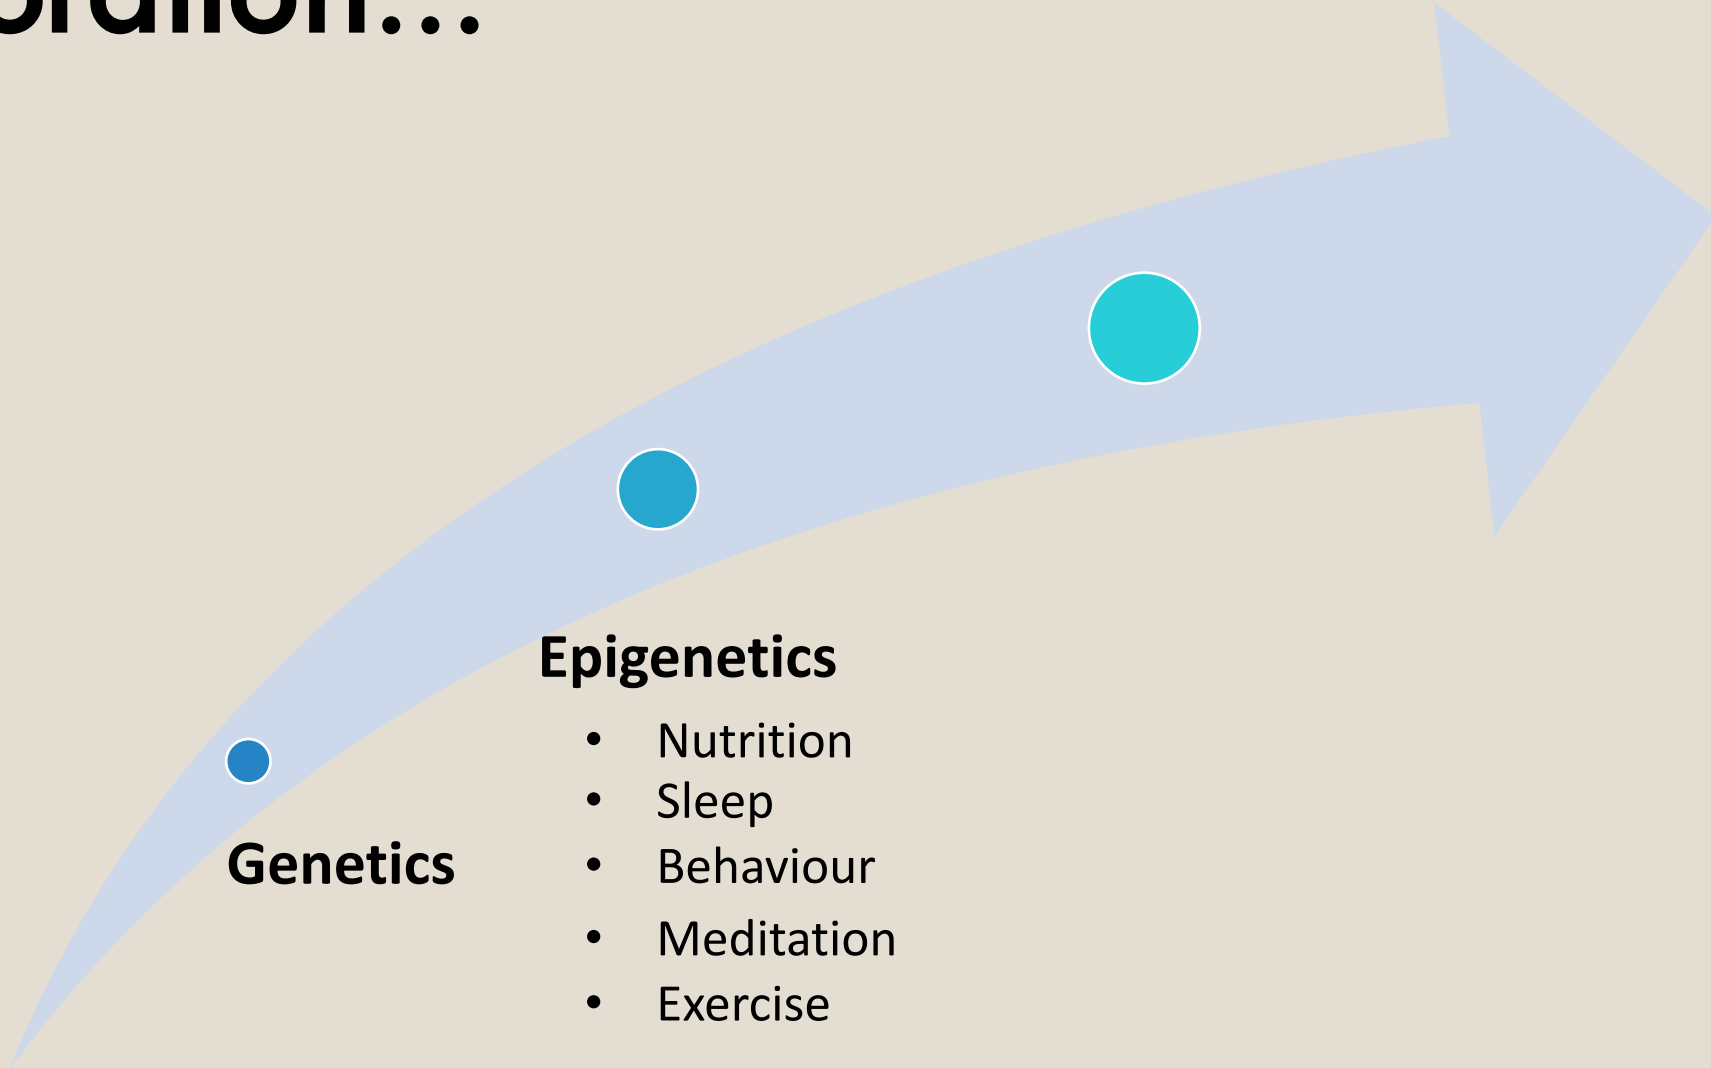 Genetics
Epigenetics
• Nutrition
• Sleep
• Behaviour
• Meditation
• Exercise